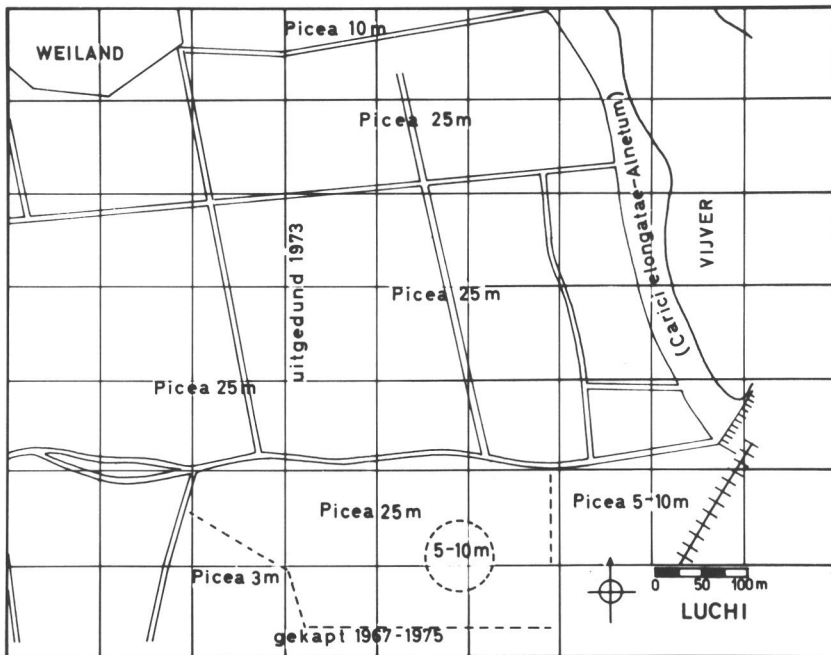 Picea 10m
WEILAND
Picea 25m
(Carici elongatae-Alnetum)
VIJVER
uitgedund 1973
Picea 25m
Picea 25m
Picea 25m
Picea 5-10m
5-10m
Picea 3m
0 50 100m
LUCHI
gekapt 1967-1975